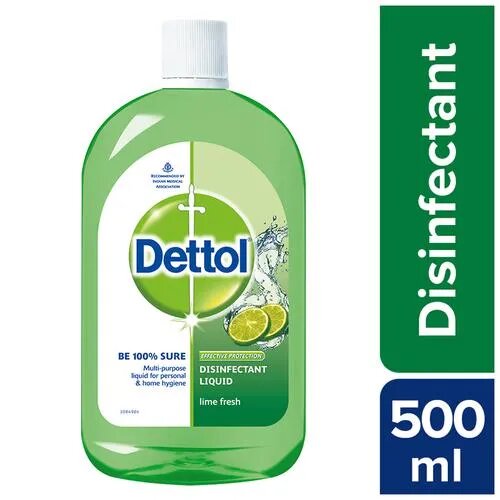 RECOMMENDED BY
INDIAN MEDICAL
ASSOCIATION
Dettol
BE 100% SURE
Multi-purpose
liquid for personal
& home hygiene
EFFECTIVE PROTECTION
DISINFECTANT
LIQUID
lime fresh
Disinfectant
500
ml